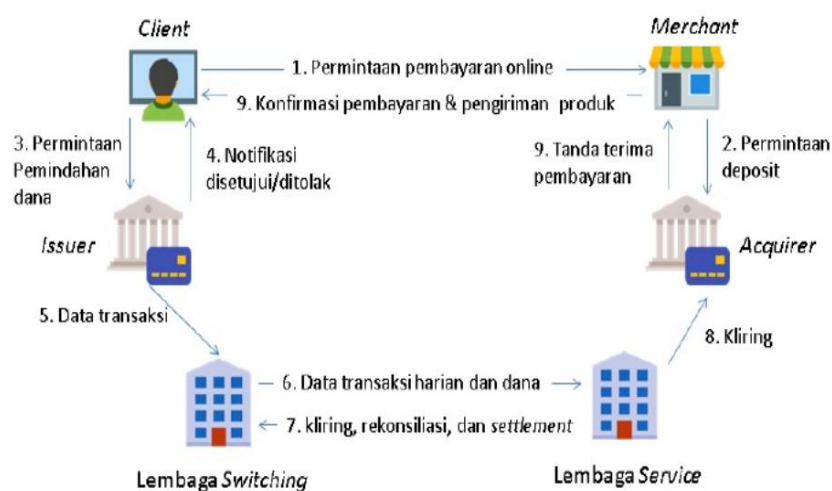 Client
Merchant
1. Permintaan pembayaran online
9. Konfirmasi pembayaran & pengiriman produk
3. Permintaan
Pemindahan
dana
4. Notifikasi
disetujui/ditolak
9. Tanda terima
pembayaran
2. Permintaan
deposit
Issuer
Acquirer
5. Data transaksi
8. Kliring
6. Data transaksi harian dan dana
7. kliring, rekonsiliasi, dan settlement
Lembaga Switching
Lembaga Service